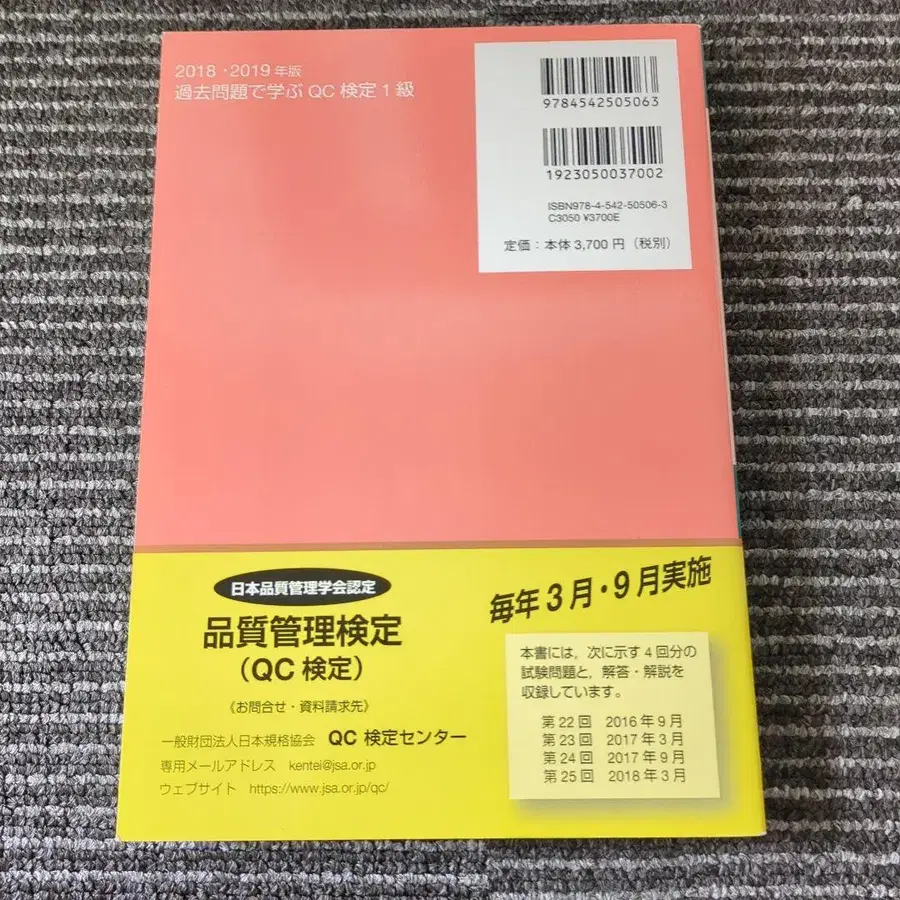 2018・2019年版
過去問題で学ぶQC検定1級
9784542505063
1923050037002
ISBN978-4-542-50506-3
C3050 ¥3700E
定価:本体3,700円(税別)
日本品質管理学会認定
品質管理検定
(QC検定)
《お問合せ・資料請求先》
一般財団法人日本規格協会 QC検定センター
専用メールアドレス kentei@jsa.or.jp
ウェブサイト https://www.jsa.or.jp/qc/
毎年3月・9月実施
本書には,次に示す4回分の
試験問題と,解答・解説を
収録しています。
第22回 2016年9月
第23回 2017年3月
第24回 2017年9月
第25回 2018年3月